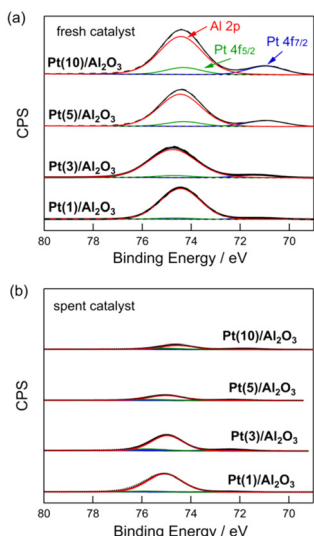 (a)
fresh catalyst
Al 2p
Pt 4f5/2
Pt 4f7/2
Pt(10)/Al2O3
Pt(5)/Al2O3
Pt(3)/Al2O3
Pt(1)/Al2O3
CPS
80 78 76 74 72 70
Binding Energy / eV
(b)
spent catalyst
Pt(10)/Al2O3
Pt(5)/Al2O3
Pt(3)/Al2O3
Pt(1)/Al2O3
CPS
80 78 76 74 72 70
Binding Energy / eV